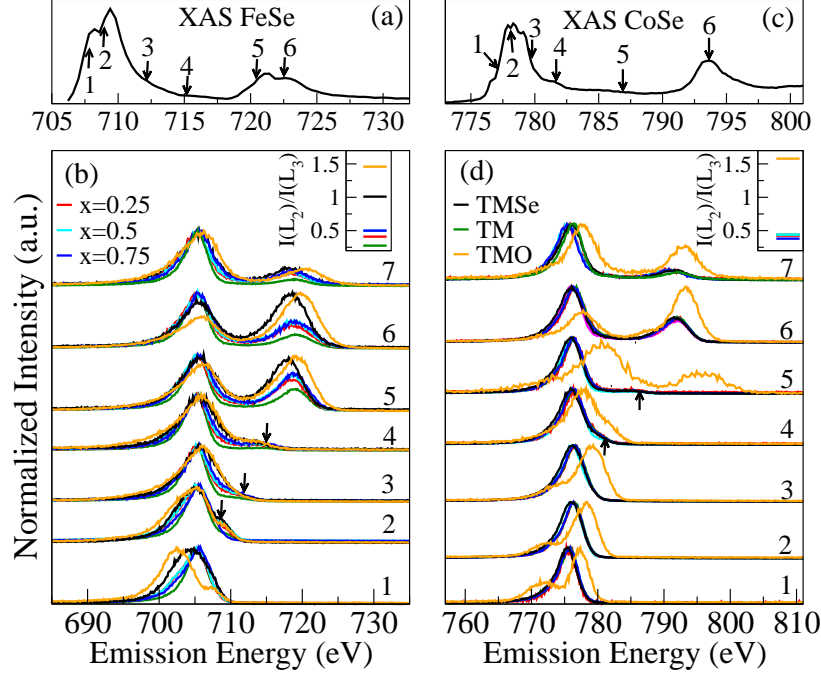 XAS FeSe (a)
1 2 3 4 5 6
705 710 715 720 725 730
XAS CoSe (c)
1 2 3 4 5 6
775 780 785 790 795 800
(b)
x=0.25
x=0.5
x=0.75
I(L2)/I(L3)
1.5
1
0.5
7
6
5
4
3
2
1
690 700 710 720 730
Emission Energy (eV)
Normalized Intensity (a.u.)
(d)
TMSe
TM
TMO
I(L2)/I(L3)
1.5
1
0.5
7
6
5
4
3
2
1
760 770 780 790 800 810
Emission Energy (eV)